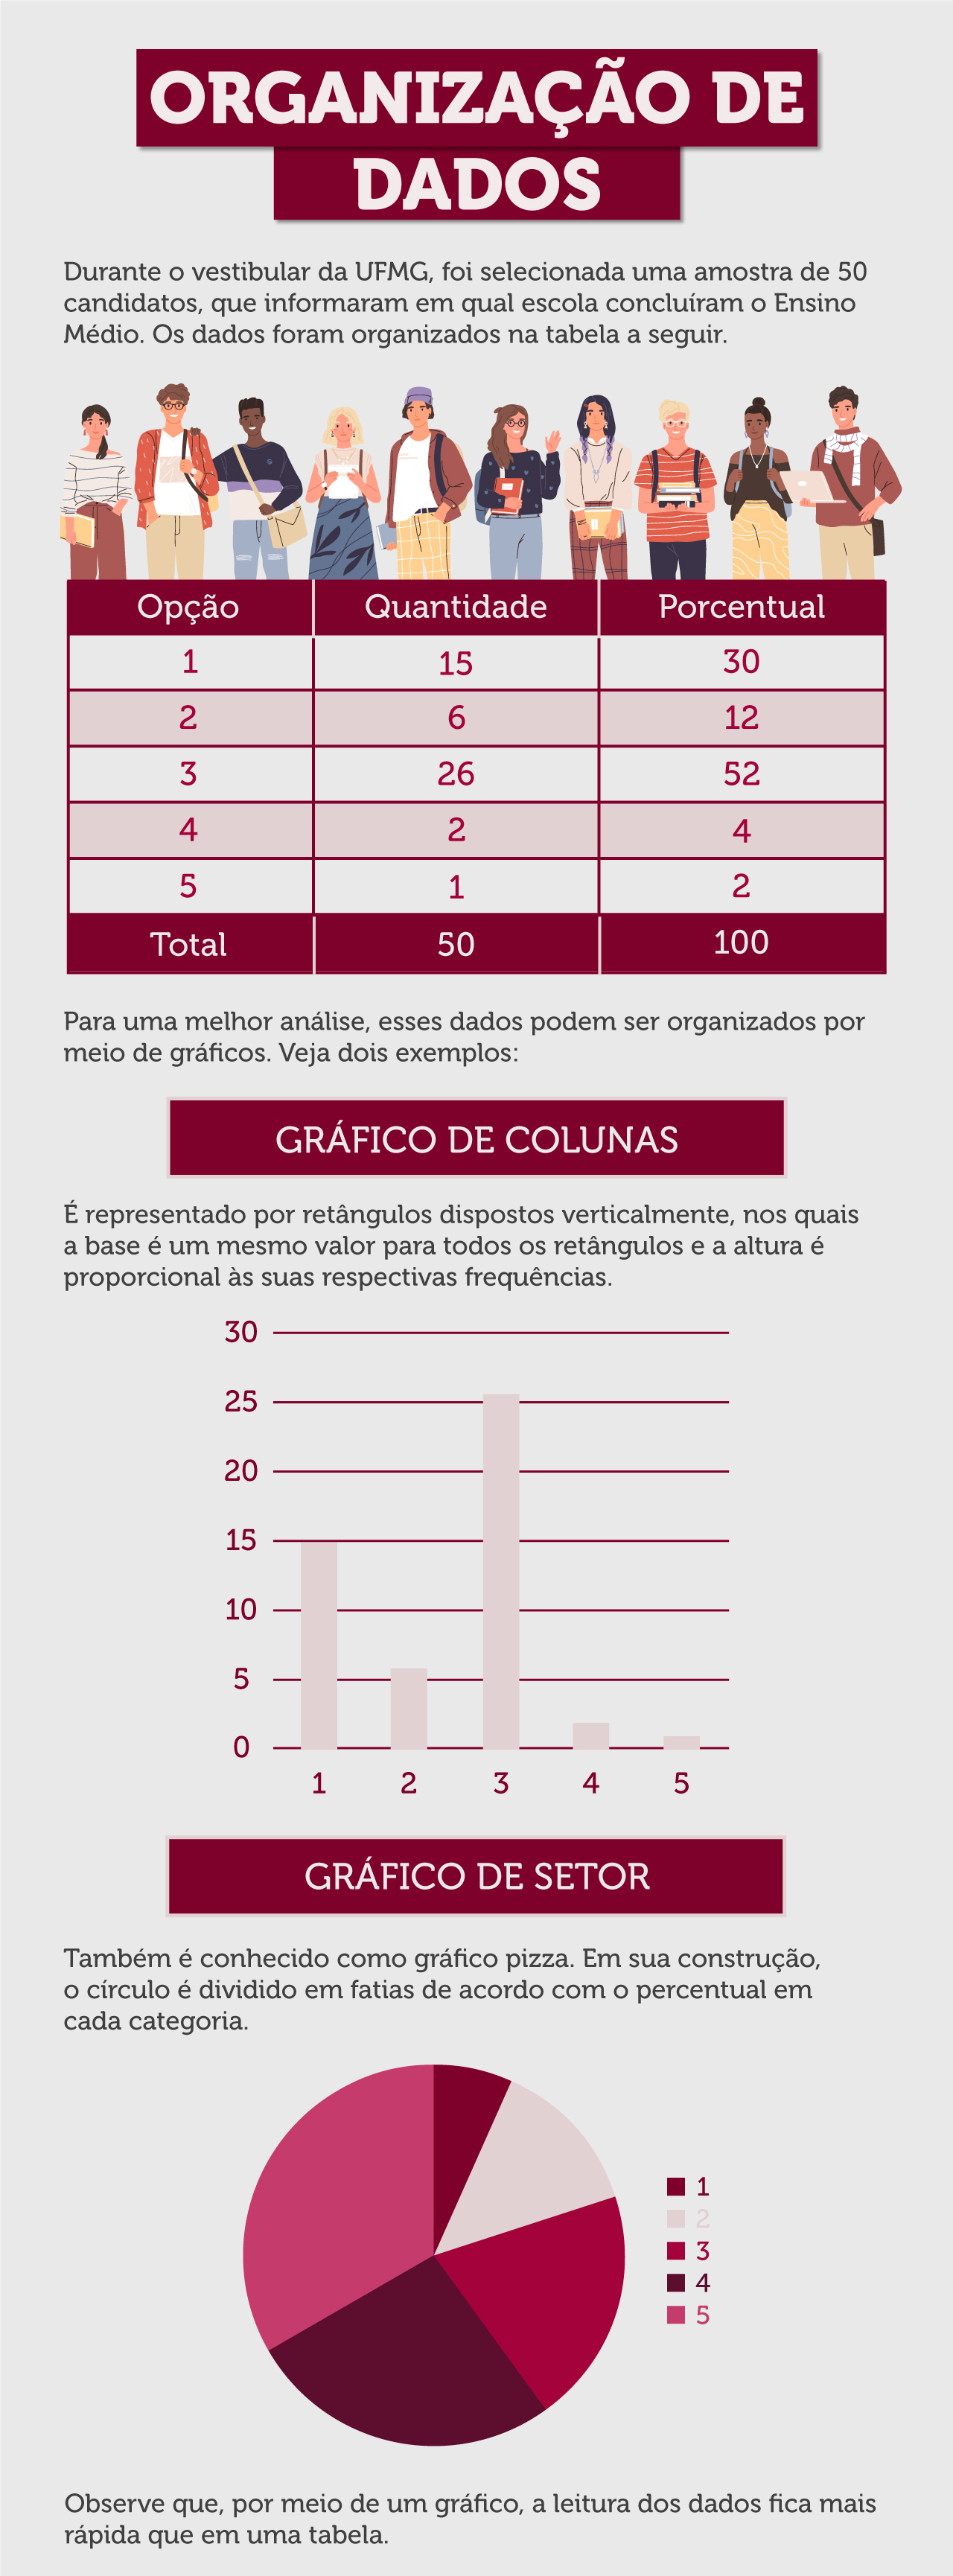 ORGANIZAÇÃO DE
DADOS
Durante o vestibular da UFMG, foi selecionada uma amostra de 50
candidatos, que informaram em qual escola concluíram o Ensino
Médio. Os dados foram organizados na tabela a seguir.
Opção Quantidade Porcentual
1 15 30
2 6 12
3 26 52
4 2 4
5 1 2
Total 50 100
Para uma melhor análise, esses dados podem ser organizados por
meio de gráficos. Veja dois exemplos:
GRÁFICO DE COLUNAS
É representado por retângulos dispostos verticalmente, nos quais
a base é um mesmo valor para todos os retângulos e a altura é
proporcional às suas respectivas frequências.
30
25
20
15
10
5
0
1 2 3 4 5
GRÁFICO DE SETOR
Também é conhecido como gráfico pizza. Em sua construção,
o círculo é dividido em fatias de acordo com o percentual em
cada categoria.
1
2
3
4
5
Observe que, por meio de um gráfico, a leitura dos dados fica mais
rápida que em uma tabela.